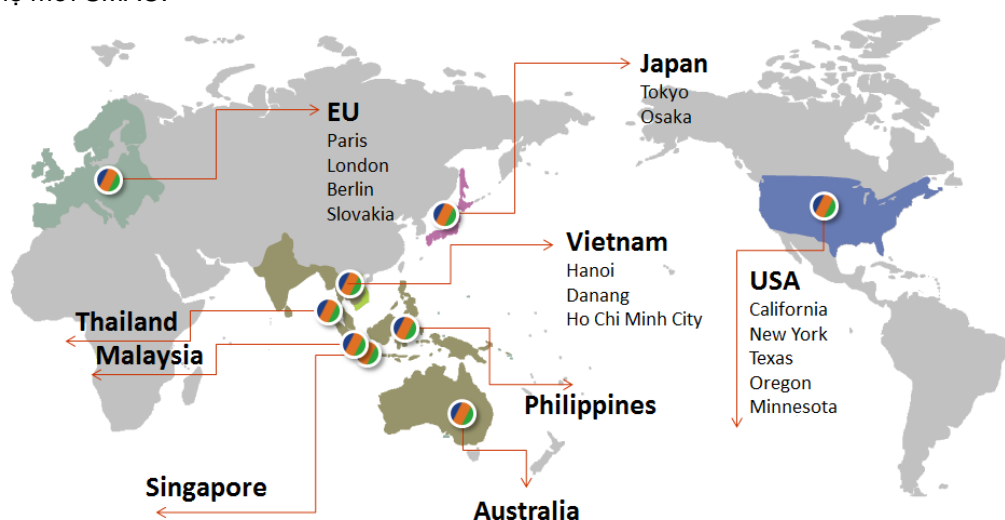 Japan
Tokyo
Osaka
EU
Paris
London
Berlin
Slovakia
Vietnam
Hanoi
Danang
Ho Chi Minh City
USA
California
New York
Texas
Oregon
Minnesota
Thailand
Malaysia
Philippines
Singapore
Australia